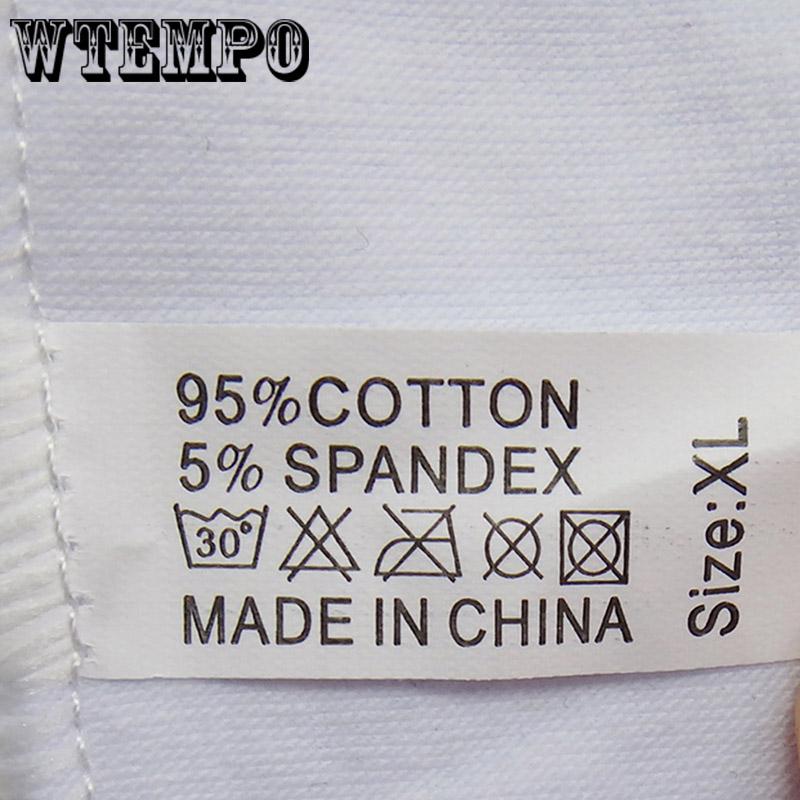 WTEMPO
95%COTTON
5% SPANDEX
30°
MADE IN CHINA
Size:XL